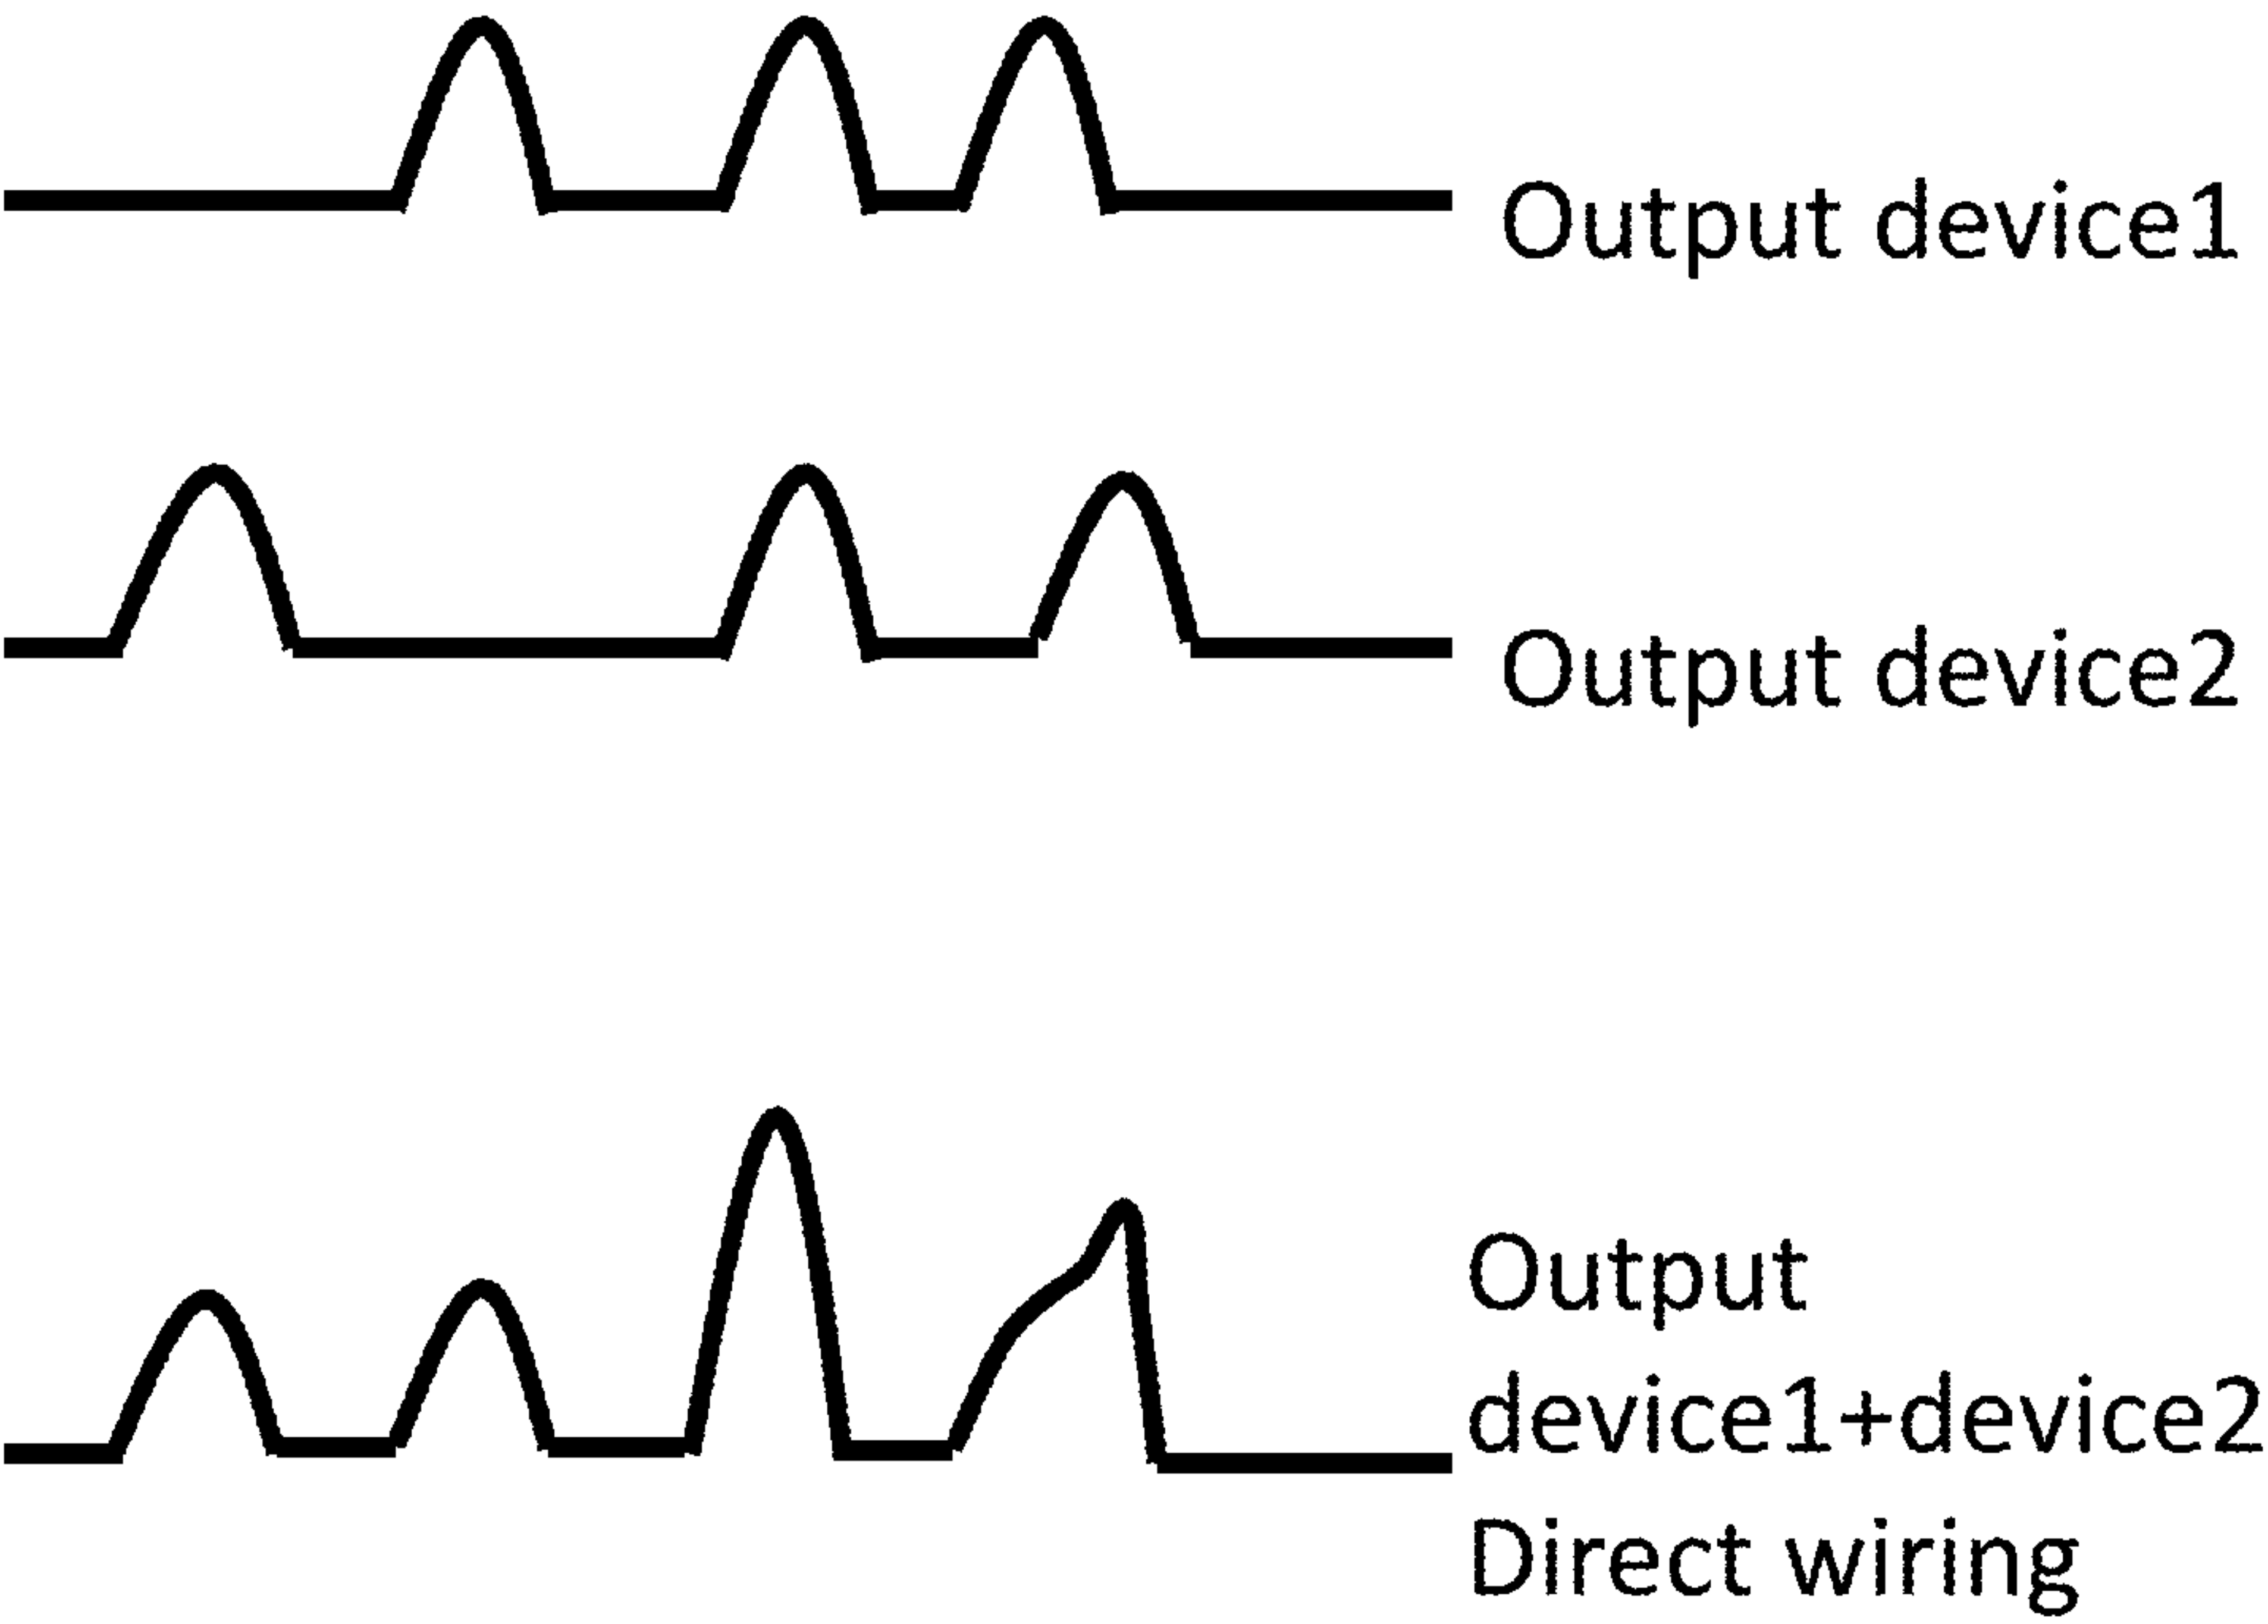 Output device1
Output device2
Output
device1+device2
Direct wiring